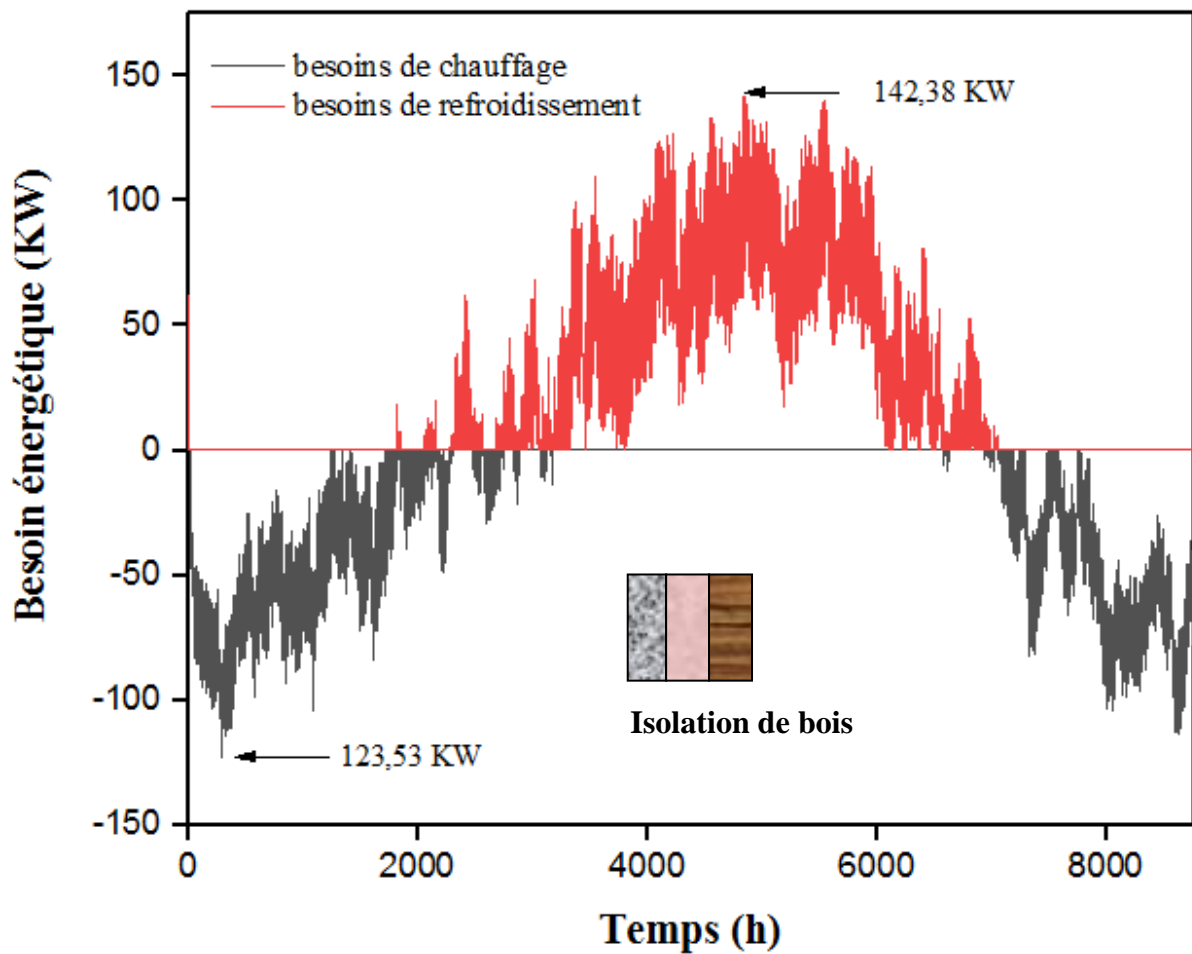 besoins de chauffage
besoins de refroidissement
142,38 KW
Besoin énergétique (KW)
150
100
50
0
-50
-100
-150
Isolation de bois
123,53 KW
0
2000
4000
6000
8000
Temps (h)